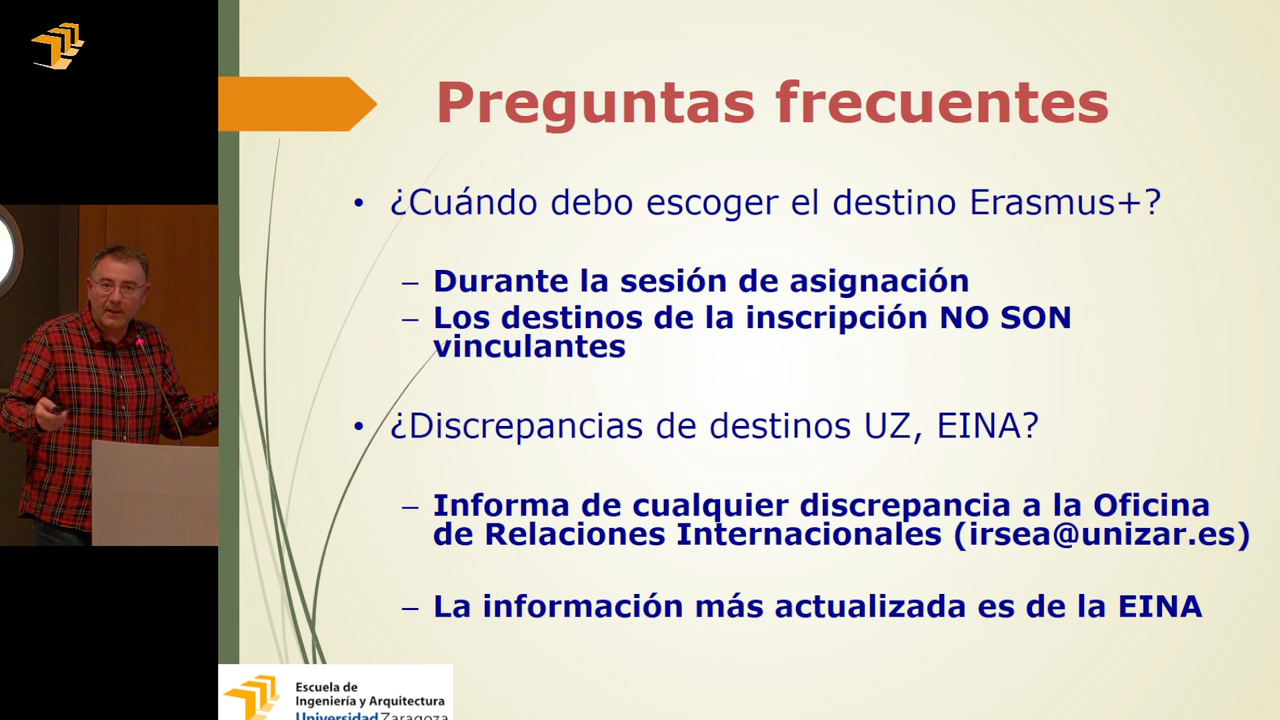 Preguntas frecuentes
• ¿Cuándo debo escoger el destino Erasmus+?
– Durante la sesión de asignación
– Los destinos de la inscripción NO SON
vinculantes
• ¿Discrepancias de destinos UZ, EINA?
– Informa de cualquier discrepancia a la Oficina
de Relaciones Internacionales (irsea@unizar.es)
– La información más actualizada es de la EINA
Escuela de
Ingeniería y Arquitectura
Universidad Zaragoza